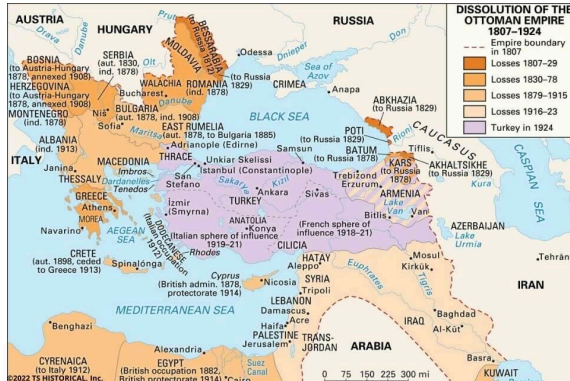 DISSOLUTION OF THE
OTTOMAN EMPIRE
1807–1924
Empire boundary
in 1807
Losses 1807–29
Losses 1830–78
Losses 1879–1915
Losses 1916–23
Turkey in 1924
AUSTRIA
HUNGARY
RUSSIA
Drava
Danube
Olt
Prut
Dnieper
Don
BESSARABIA
(to Russia
1812)
MOLDAVIA
Odessa
Sea of
Azov
BOSNIA
(to Austria-Hungary
1878, annexed 1908)
SERBIA
(aut. 1830,
ind. 1878)
HERZEGOVINA
(to Austria-Hungary
1878, annexed 1908)
WALACHIA
Bucharest
ROMANIA
(ind. 1878)
(to Russia
1829)
CRIMEA
Anapa
MONTENEGRO
(ind. 1878)
Niš
Sofia
BULGARIA
(aut. 1878, ind. 1908)
Danube
Maritsa
EAST RUMELIA
(aut. 1878, to Bulgaria 1885)
BLACK SEA
ABKHAZIA
(to Russia 1829)
POTI
(to Russia 1829)
Rioni
CAUCASUS
BATUM
(to Russia 1878)
Tiflis
ALBANIA
(ind. 1913)
Adrianople (Edirne)
ITALY
MACEDONIA
THRACE
Unkiar Skelissi
Istanbul (Constantinople)
Samsun
KARS
(to Russia
1878)
AKHALTSIKHE
(to Russia 1829)
Kura
CASPIAN
SEA
Janina
Imbros
Dardanelles
Tenedos
San
Stefano
Sakarya
Kizil
Trebizond
Erzurum
ARMENIA
THESSALY
Ankara
Sivas
Lake
Van
GREECE
Athens
İzmir
(Smyrna)
TURKEY
Bitlis
Van
MOREA
ANATOLIA
AZERBAIJAN
Navarino
AEGEAN
SEA
DODECANESE
(Italian occupation
1912)
Konya
(Italian sphere of influence
1919–21)
(French sphere of
influence 1918–21)
Lake
Urmia
Rhodes
CILICIA
CRETE
(aut. 1898, ceded
to Greece 1913)
Spinalónga
HATAY
Aleppo
Euphrates
Mosul
Kirkūk
Tehrān
Cyprus
(British admin. 1878,
protectorate 1914)
Nicosia
SYRIA
Tripoli
Tigris
IRAN
LEBANON
Damascus
MEDITERRANEAN SEA
Acre
Haifa
Baghdad
IRAQ
Al-Kūt
Benghazi
PALESTINE
Jerusalem
TRANS-
JORDAN
ARABIA
Alexandria
Basra
CYRENAICA
(to Italy 1912)
EGYPT
(British occupation 1882,
British protectorate 1914)
Cairo
Suez
Canal
KUWAIT
0 75 150 225 300 mi
©2022 TS HISTORICAL, Inc.